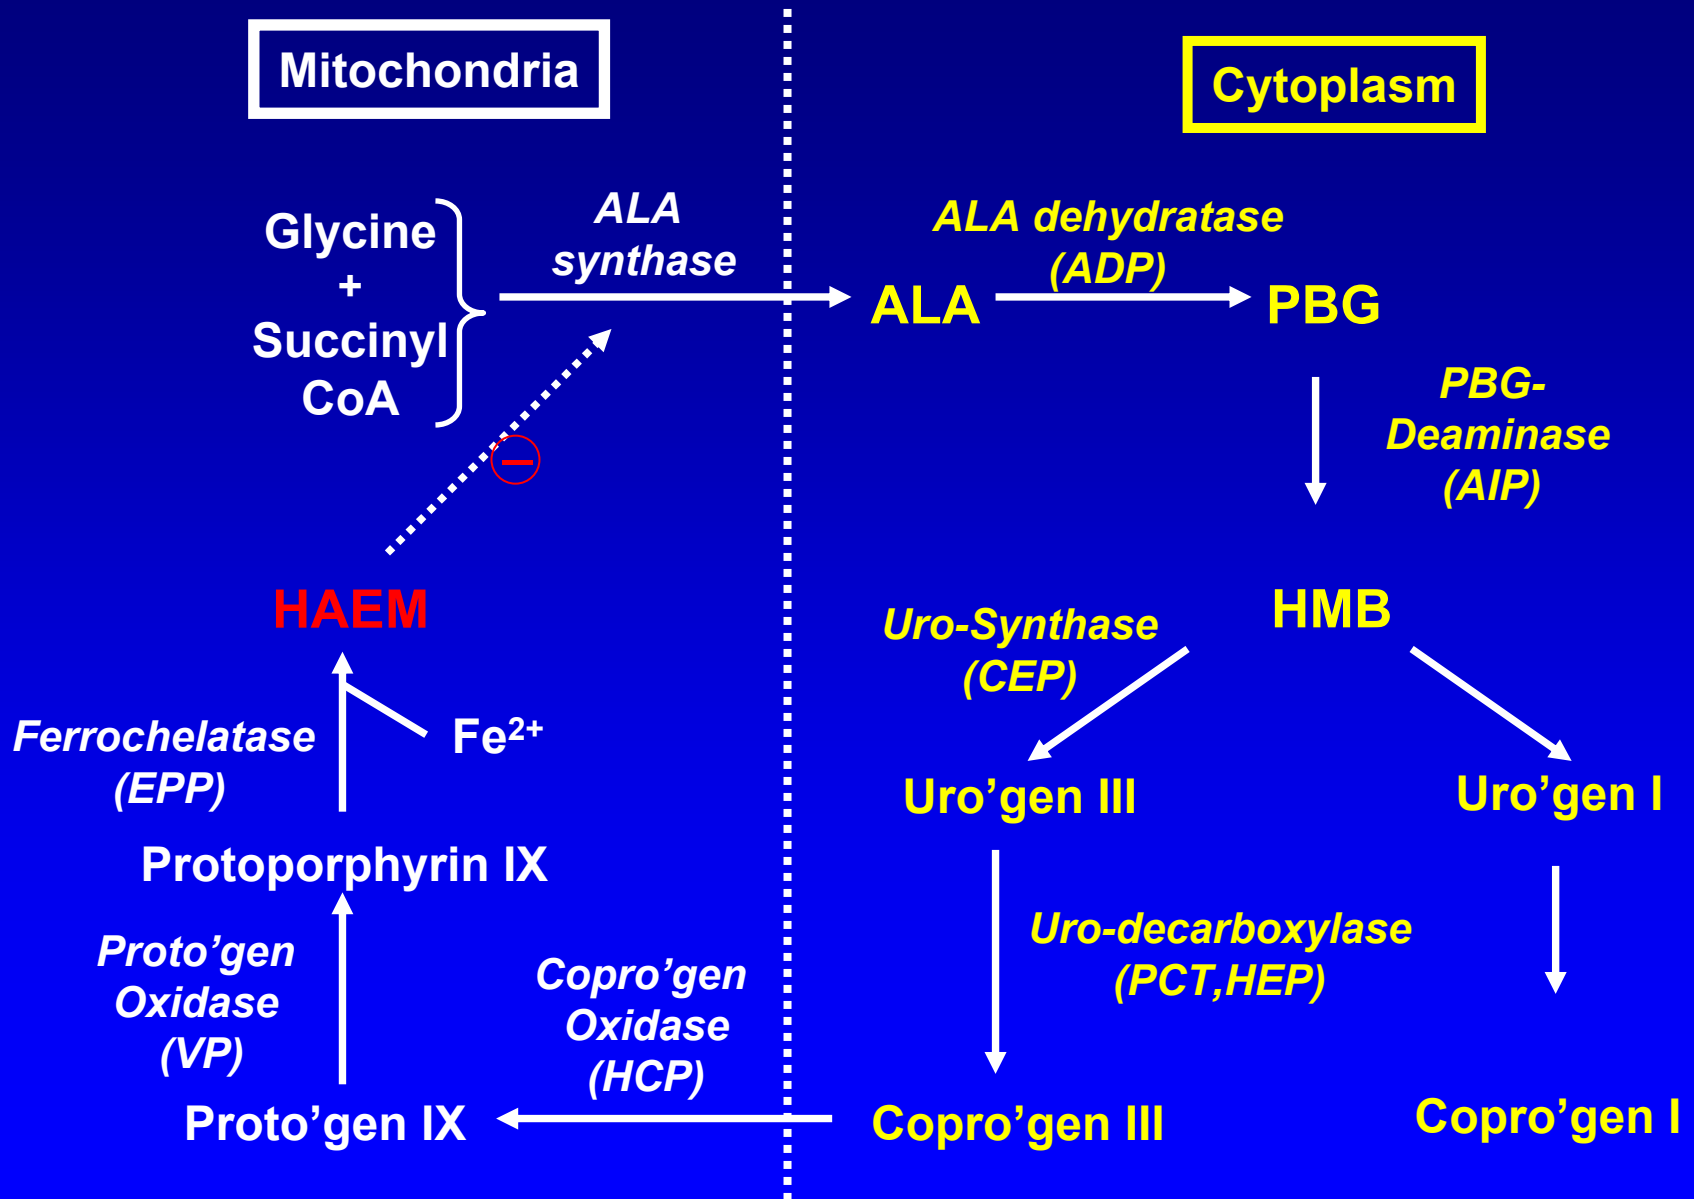 Mitochondria
Cytoplasm
Glycine
+
Succinyl
CoA
ALA
synthase
ALA
ALA dehydratase
(ADP)
PBG
PBG-
Deaminase
(AIP)
HMB
Uro-Synthase
(CEP)
Uro’gen III
Uro’gen I
Uro-decarboxylase
(PCT,HEP)
Copro’gen III
Copro’gen I
Copro’gen
Oxidase
(HCP)
Proto’gen IX
Proto’gen
Oxidase
(VP)
Protoporphyrin IX
Ferrochelatase
(EPP)
Fe²⁺
HAEM
−